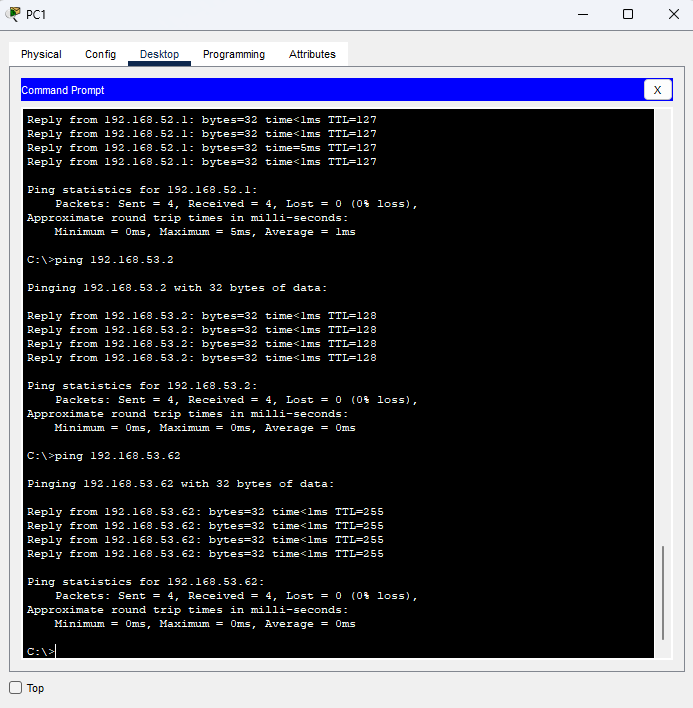 PC1
Physical Config Desktop Programming Attributes
Command Prompt X
Reply from 192.168.52.1: bytes=32 time<1ms TTL=127
Reply from 192.168.52.1: bytes=32 time<1ms TTL=127
Reply from 192.168.52.1: bytes=32 time=5ms TTL=127
Reply from 192.168.52.1: bytes=32 time<1ms TTL=127
Ping statistics for 192.168.52.1:
Packets: Sent = 4, Received = 4, Lost = 0 (0% loss),
Approximate round trip times in milli-seconds:
Minimum = 0ms, Maximum = 5ms, Average = 1ms
C:\>ping 192.168.53.2
Pinging 192.168.53.2 with 32 bytes of data:
Reply from 192.168.53.2: bytes=32 time<1ms TTL=128
Reply from 192.168.53.2: bytes=32 time<1ms TTL=128
Reply from 192.168.53.2: bytes=32 time<1ms TTL=128
Reply from 192.168.53.2: bytes=32 time<1ms TTL=128
Ping statistics for 192.168.53.2:
Packets: Sent = 4, Received = 4, Lost = 0 (0% loss),
Approximate round trip times in milli-seconds:
Minimum = 0ms, Maximum = 0ms, Average = 0ms
C:\>ping 192.168.53.62
Pinging 192.168.53.62 with 32 bytes of data:
Reply from 192.168.53.62: bytes=32 time<1ms TTL=255
Reply from 192.168.53.62: bytes=32 time<1ms TTL=255
Reply from 192.168.53.62: bytes=32 time<1ms TTL=255
Reply from 192.168.53.62: bytes=32 time<1ms TTL=255
Ping statistics for 192.168.53.62:
Packets: Sent = 4, Received = 4, Lost = 0 (0% loss),
Approximate round trip times in milli-seconds:
Minimum = 0ms, Maximum = 0ms, Average = 0ms
C:\>
Top